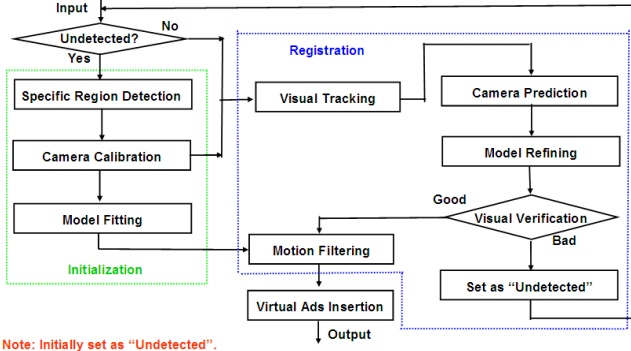 Input
Undetected?
No
Yes
Specific Region Detection
Camera Calibration
Model Fitting
Initialization
Registration
Visual Tracking
Camera Prediction
Model Refining
Visual Verification
Good
Bad
Motion Filtering
Set as “Undetected”
Virtual Ads Insertion
Output
Note: Initially set as “Undetected”.